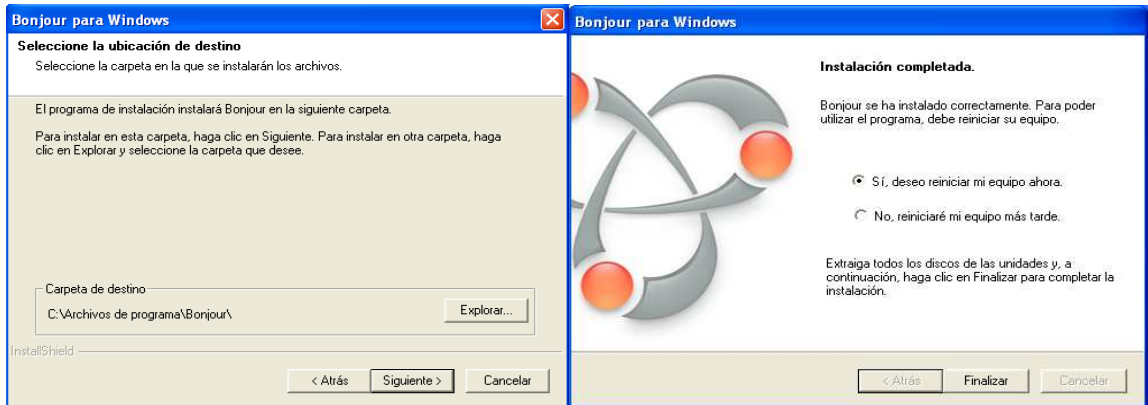 Bonjour para Windows
Seleccione la ubicación de destino
Seleccione la carpeta en la que se instalarán los archivos.
El programa de instalación instalará Bonjour en la siguiente carpeta.
Para instalar en esta carpeta, haga clic en Siguiente. Para instalar en otra carpeta, haga
clic en Explorar y seleccione la carpeta que desee.
Carpeta de destino
C:\Archivos de programa\Bonjour\
Explorar...
InstallShield
< Atrás
Siguiente >
Cancelar
Bonjour para Windows
Instalación completada.
Bonjour se ha instalado correctamente. Para poder
utilizar el programa, debe reiniciar su equipo.
Sí, deseo reiniciar mi equipo ahora.
No, reiniciaré mi equipo más tarde.
Extraiga todos los discos de las unidades y, a
continuación, haga clic en Finalizar para completar la
instalación.
< Atrás
Finalizar
Cancelar